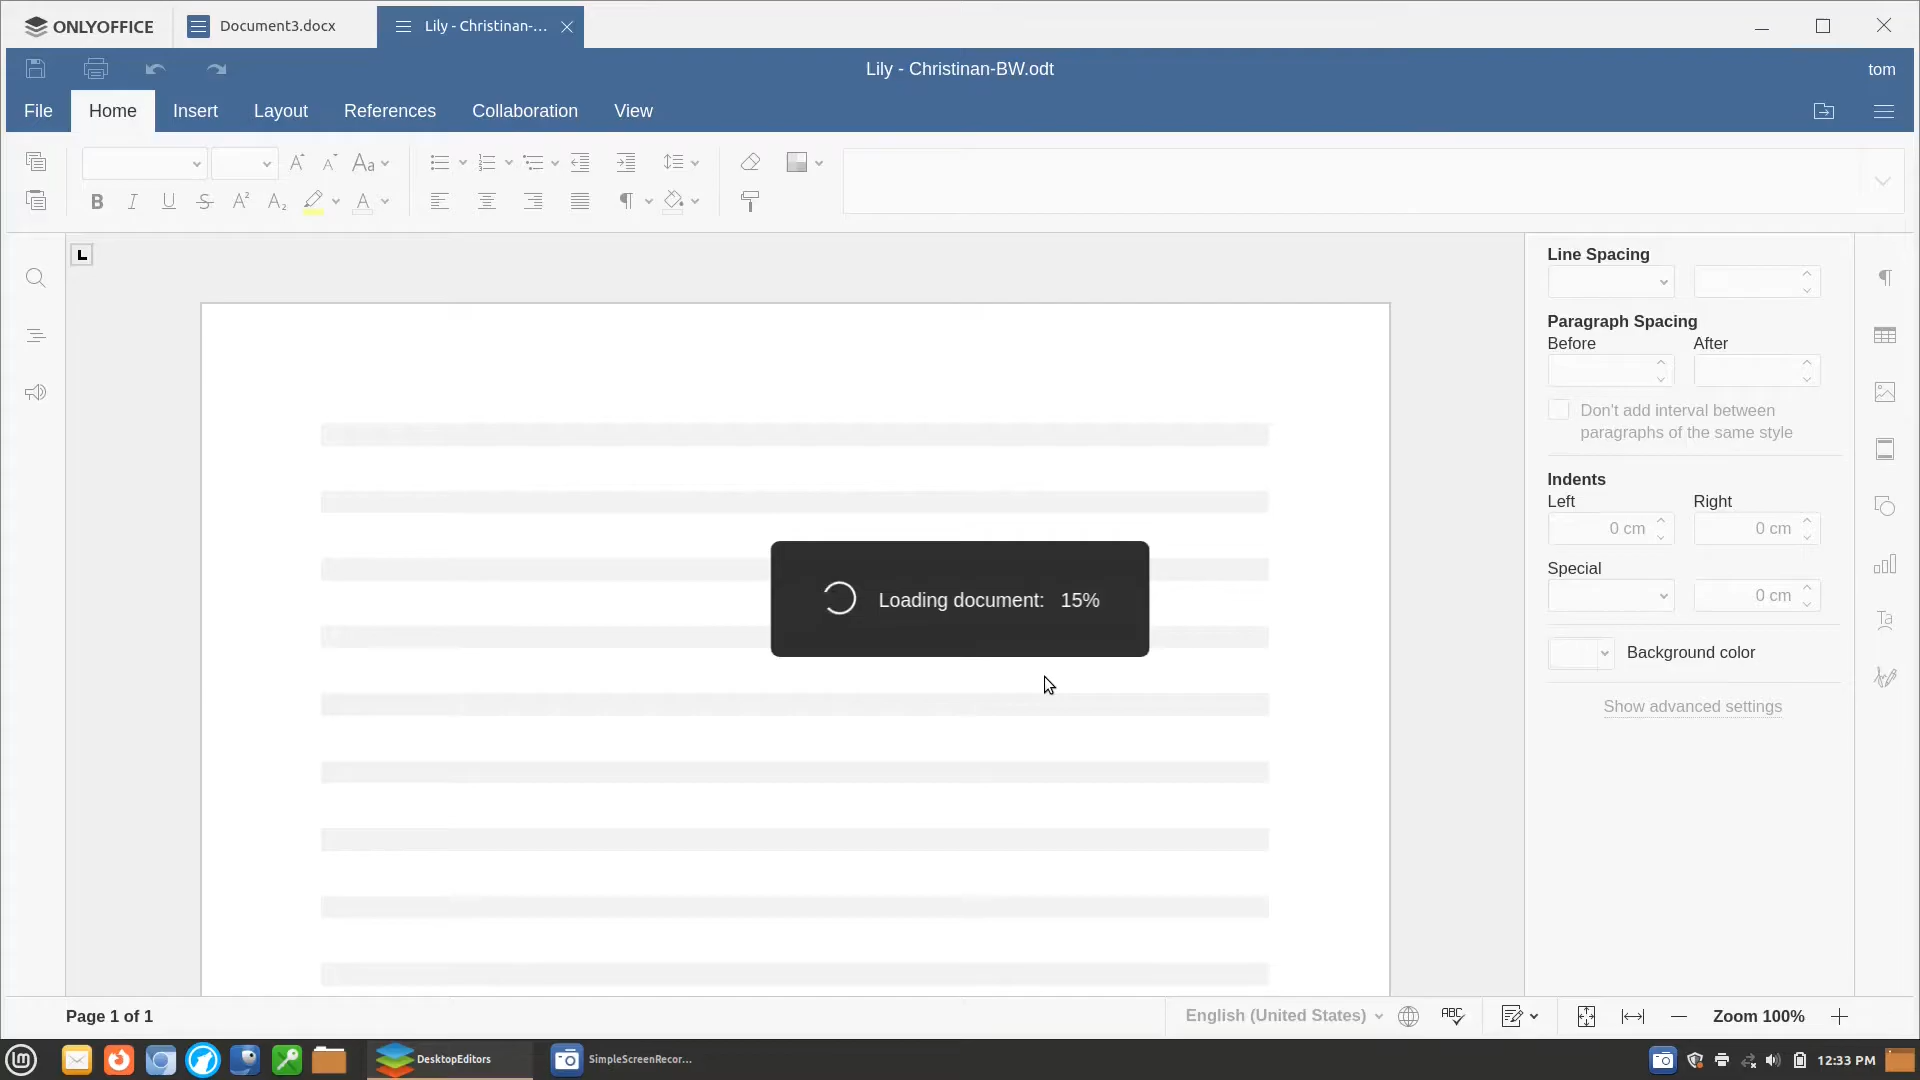 ONLYOFFICE
Document3.docx
Lily - Christinan-...
Lily - Christinan-BW.odt
tom
File
Home
Insert
Layout
References
Collaboration
View
Line Spacing
Paragraph Spacing
Before
After
Don't add interval between
paragraphs of the same style
Indents
Left
Right
0 cm
0 cm
Special
0 cm
Background color
Show advanced settings
Loading document: 15%
Page 1 of 1
English (United States)
ABC
Zoom 100%
DesktopEditors
SimpleScreenRecor...
12:33 PM